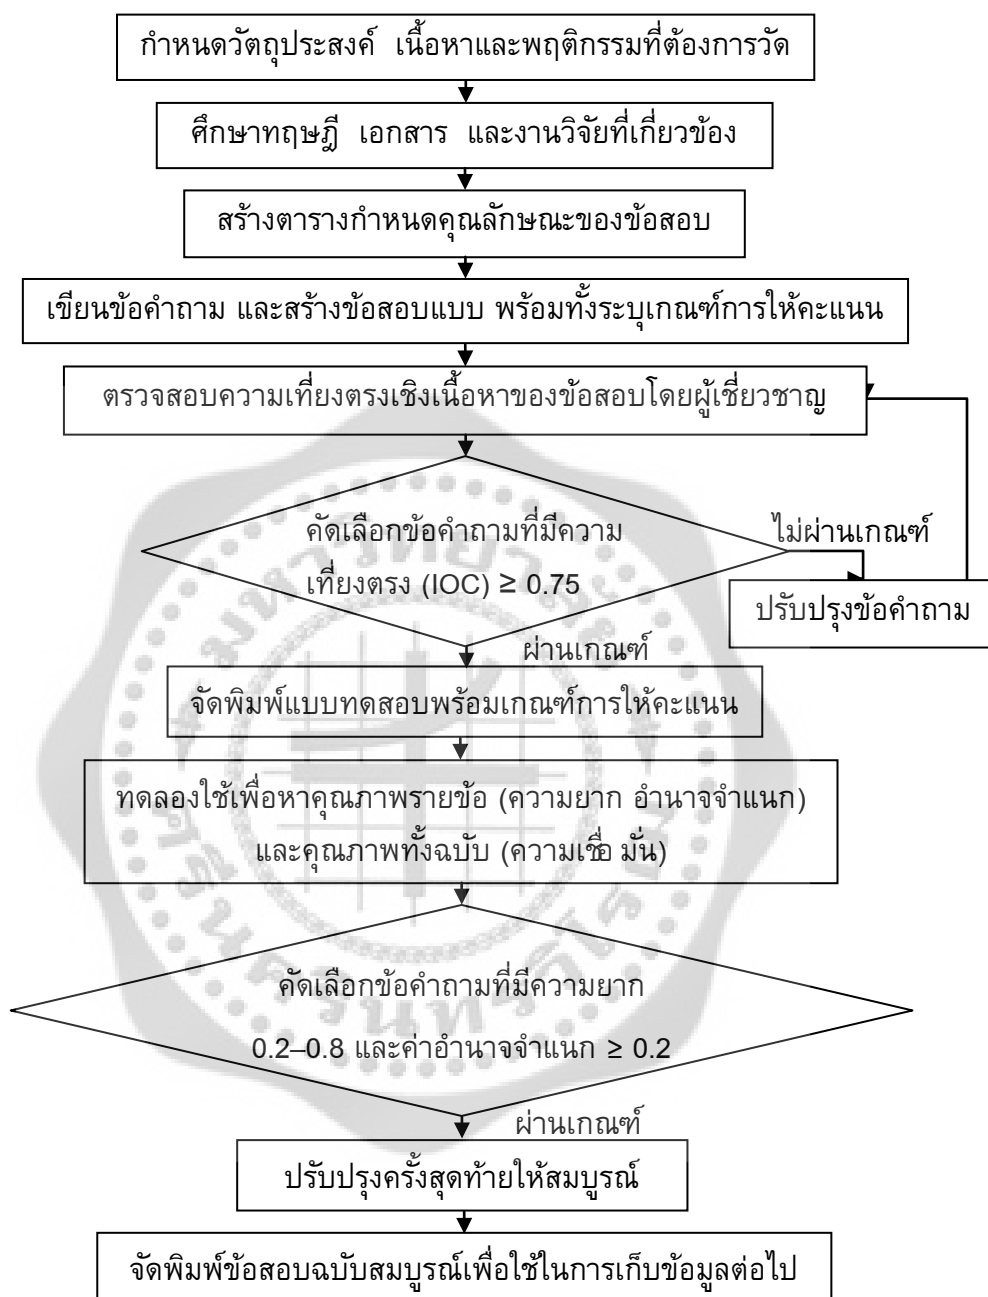 กำหนดวัตถุประสงค์ เนื้อหาและพฤติกรรมที่ต้องการวัด
ศึกษาทฤษฎี เอกสาร และงานวิจัยที่เกี่ยวข้อง
สร้างตารางกำหนดคุณลักษณะของข้อสอบ
เขียนข้อคำถาม และสร้างข้อสอบแบบ พร้อมทั้งระบุเกณฑ์การให้คะแนน
ตรวจสอบความเที่ยงตรงเชิงเนื้อหาของข้อสอบโดยผู้เชี่ยวชาญ
คัดเลือกข้อคำถามที่มีความ
เที่ยงตรง (IOC) ≥ 0.75
ไม่ผ่านเกณฑ์
ปรับปรุงข้อคำถาม
ผ่านเกณฑ์
จัดพิมพ์แบบทดสอบพร้อมเกณฑ์การให้คะแนน
ทดลองใช้เพื่อหาคุณภาพรายข้อ (ความยาก อำนาจจำแนก)
และคุณภาพทั้งฉบับ (ความเชื่อ มั่น)
คัดเลือกข้อคำถามที่มีความยาก
0.2–0.8 และค่าอำนาจจำแนก ≥ 0.2
ผ่านเกณฑ์
ปรับปรุงครั้งสุดท้ายให้สมบูรณ์
จัดพิมพ์ข้อสอบฉบับสมบูรณ์เพื่อใช้ในการเก็บข้อมูลต่อไป
มหาวิทยาลัย
ศรีนครินทรวิโรฒ